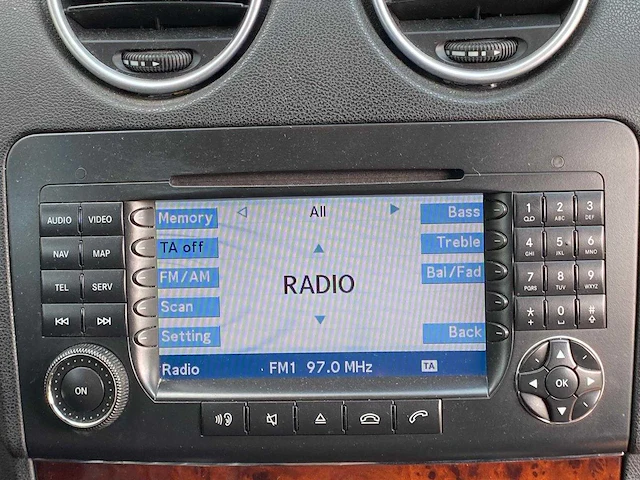 AUDIO VIDEO
NAV MAP
TEL SERV
ON
Memory All Bass
TA off Treble
FM/AM Bal/Fad
RADIO
Scan
Setting Back
Radio FM1 97.0 MHz TA
1 2 ABC 3 DEF
4 GHI 5 JKL 6 MNO
7 PQRS 8 TUV 9 WXYZ
* + 0 #
OK